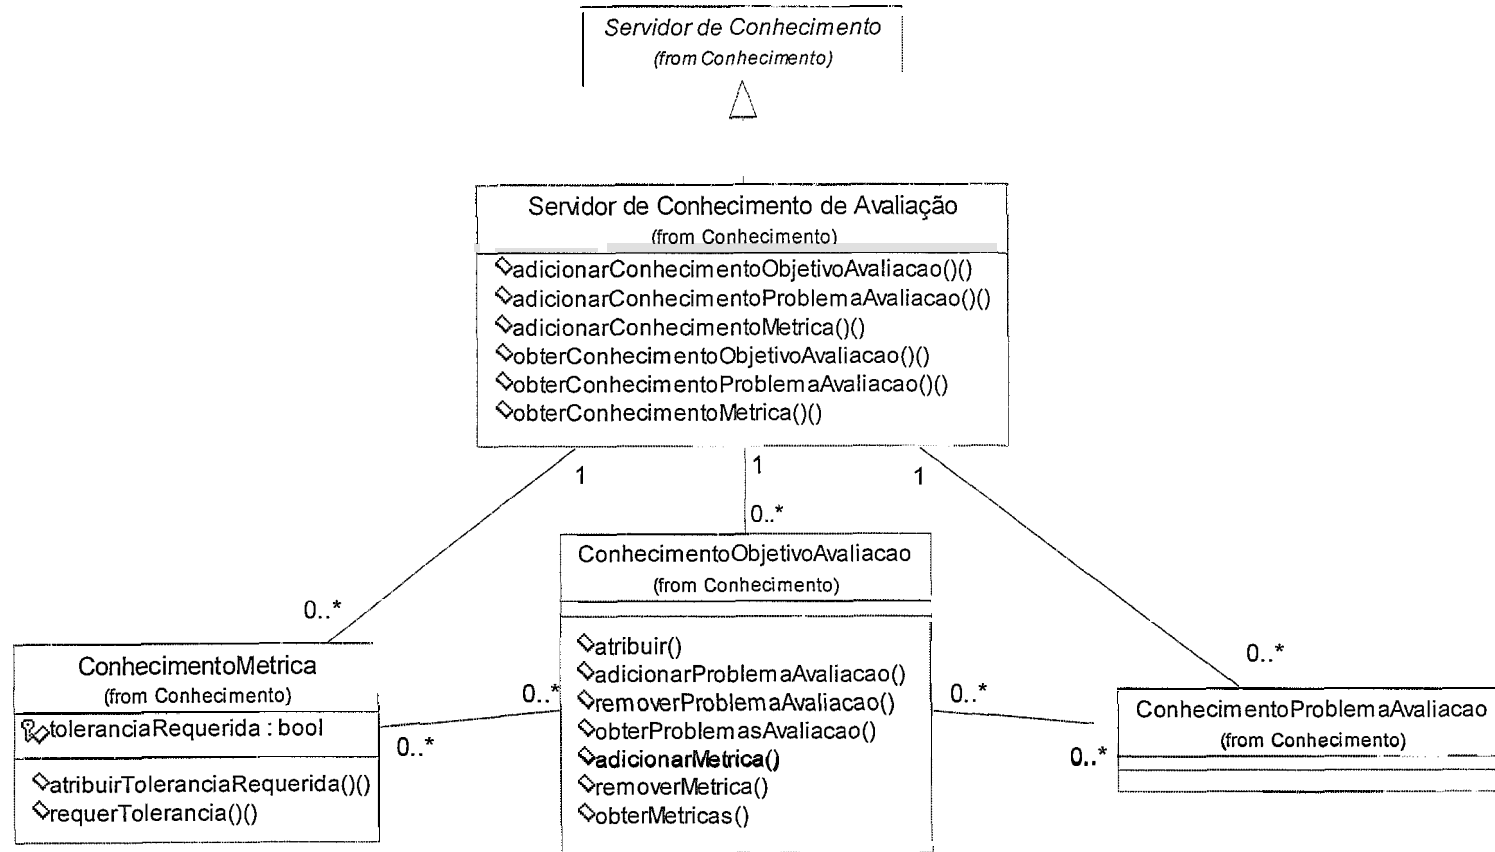 Servidor de Conhecimento
(from Conhecimento)
Servidor de Conhecimento de Avaliação
(from Conhecimento)
adicionarConhecimentoObjetivoAvaliacao()()
adicionarConhecimentoProblemaAvaliacao()()
adicionarConhecimentoMetrica()()
obterConhecimentoObjetivoAvaliacao()()
obterConhecimentoProblemaAvaliacao()()
obterConhecimentoMetrica()()
1
1
1
0..*
0..*
0..*
ConhecimentoObjetivoAvaliacao
(from Conhecimento)
atribuir()
adicionarProblemaAvaliacao()
removerProblemaAvaliacao()
obterProblemasAvaliacao()
adicionarMetrica()
removerMetrica()
obterMetricas()
ConhecimentoMetrica
(from Conhecimento)
toleranciaRequerida : bool
atribuirToleranciaRequerida()()
requerTolerancia()()
0..*
0..*
0..*
0..*
ConhecimentoProblemaAvaliacao
(from Conhecimento)